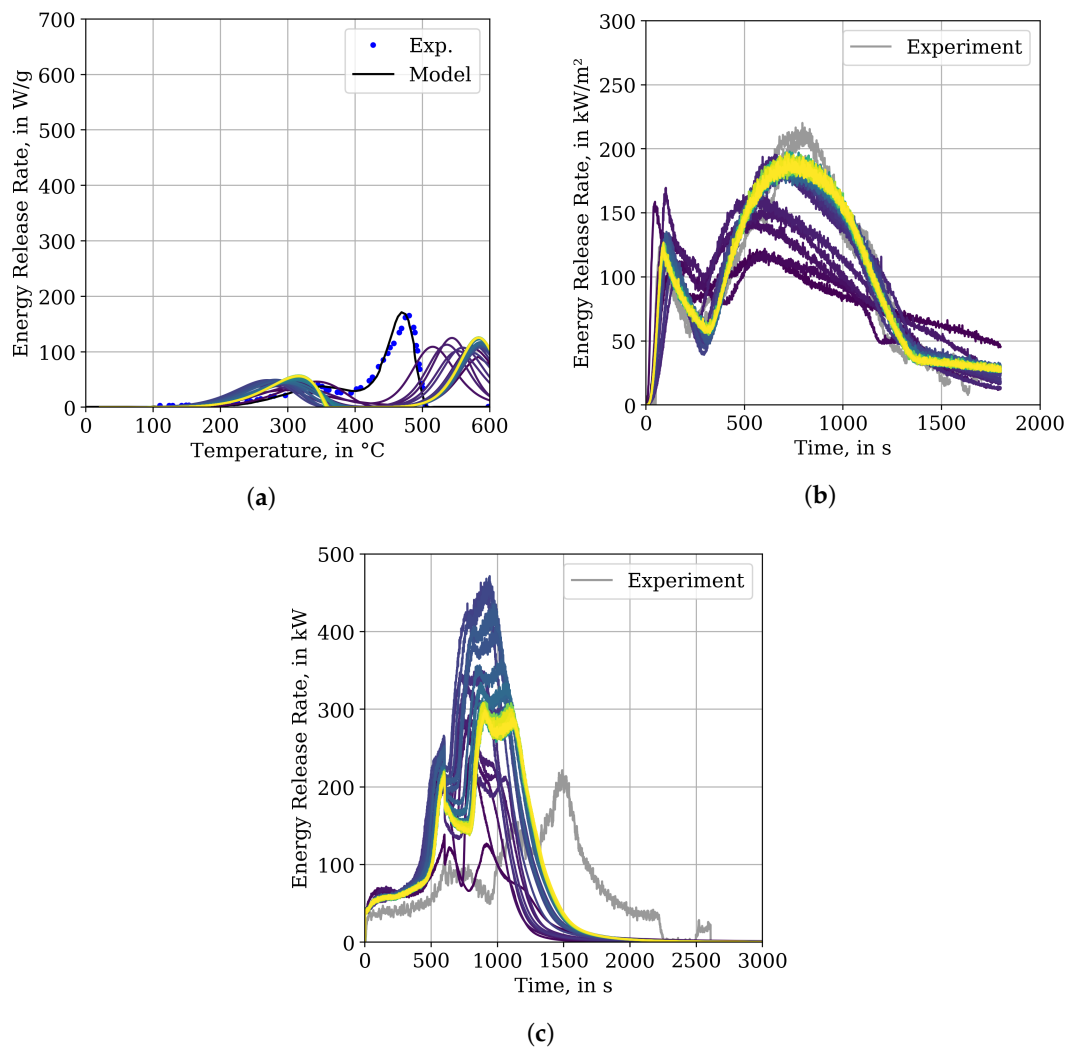 700
600
500
400
300
200
100
0
Energy Release Rate, in W/g
Exp.
Model
0 100 200 300 400 500 600
Temperature, in °C
(a)
300
250
200
150
100
50
0
Energy Release Rate, in kW/m²
Experiment
0 500 1000 1500 2000
Time, in s
(b)
500
400
300
200
100
0
Energy Release Rate, in kW
Experiment
0 500 1000 1500 2000 2500 3000
Time, in s
(c)